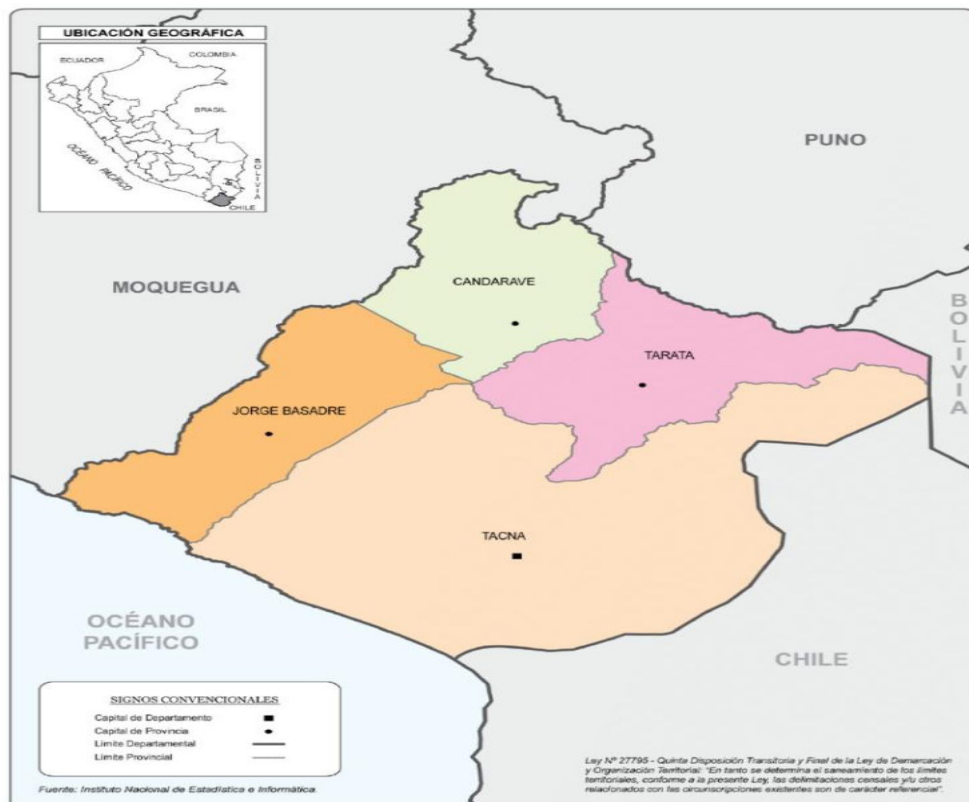 UBICACIÓN GEOGRÁFICA
ECUADOR
COLOMBIA
BRASIL
OCÉANO PACÍFICO
BOLIVIA
CHILE
PUNO
MOQUEGUA
CANDARAVE
BOLIVIA
TARATA
JORGE BASADRE
TACNA
OCÉANO
PACÍFICO
CHILE
SIGNOS CONVENCIONALES
Capital de Departamento
Capital de Provincia
Límite Departamental
Límite Provincial
Fuente: Instituto Nacional de Estadística e Informática.
Ley Nº 27795 - Quinta Disposición Transitoria y Final de la Ley de Demarcación
y Organización Territorial: "En tanto se determina el saneamiento de los límites
territoriales, conforme a la presente Ley, las delimitaciones censales y/u otros
relacionados con las circunscripciones existentes son de carácter referencial".